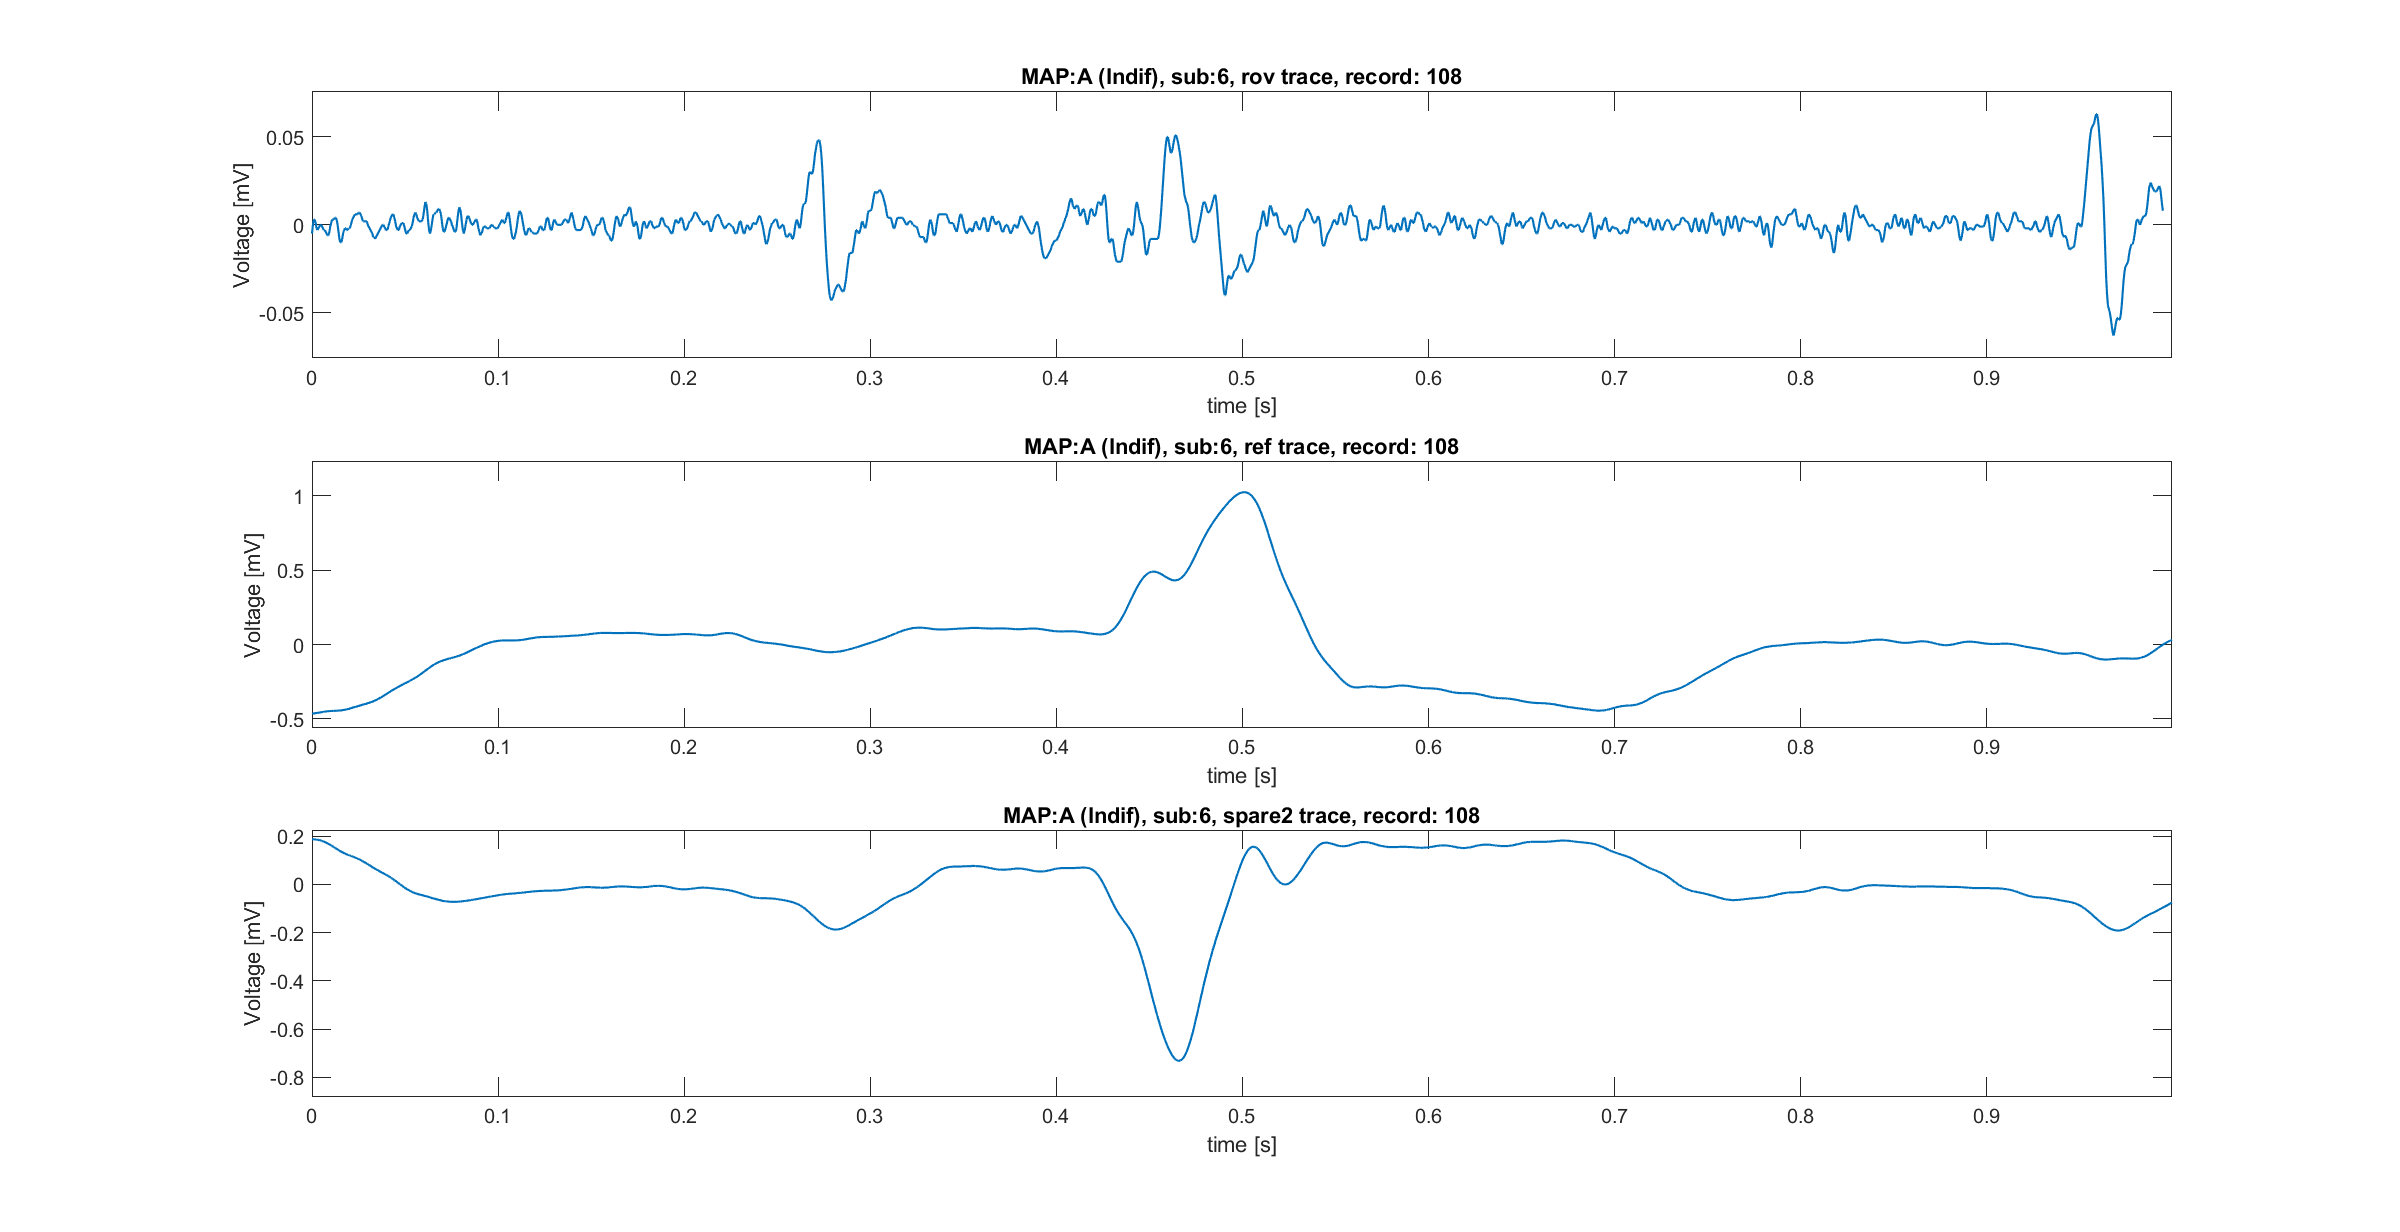 MAP:A (Indif), sub:6, rov trace, record: 108
0.05
0
-0.05
Voltage [mV]
0 0.1 0.2 0.3 0.4 0.5 0.6 0.7 0.8 0.9
time [s]
MAP:A (Indif), sub:6, ref trace, record: 108
1
0.5
0
-0.5
Voltage [mV]
0 0.1 0.2 0.3 0.4 0.5 0.6 0.7 0.8 0.9
time [s]
MAP:A (Indif), sub:6, spare2 trace, record: 108
0.2
0
-0.2
-0.4
-0.6
-0.8
Voltage [mV]
0 0.1 0.2 0.3 0.4 0.5 0.6 0.7 0.8 0.9
time [s]